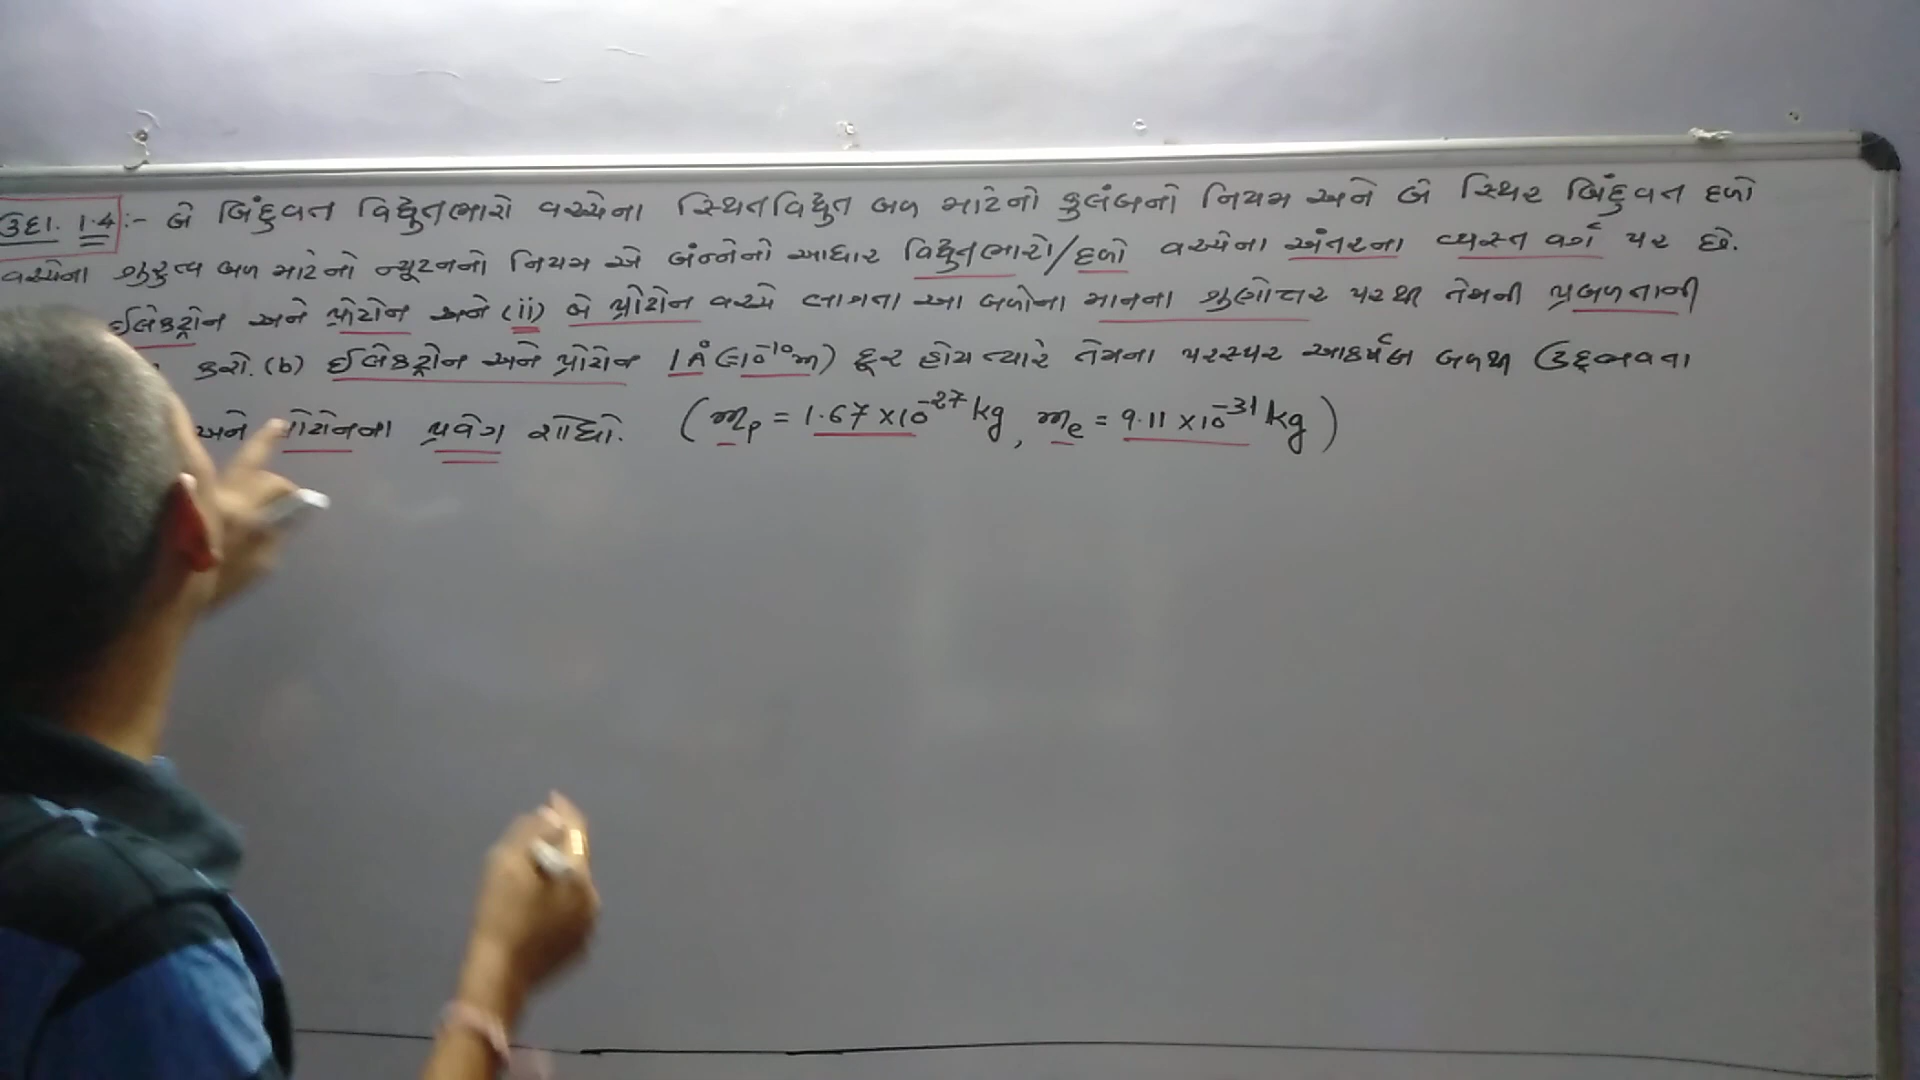 ઉદા. 1.4 :- બે બિંદુવત વિદ્યુતભારો વચ્ચેના સ્થિતવિદ્યુત બળ માટેનો કુલંબનો નિયમ અને બે સ્થિર બિંદુવત દળો
વચ્ચેના ગુરુત્વ બળ માટેનો ન્યૂટનનો નિયમ એ બંન્નેનો આધાર વિદ્યુતભારો/દળો વચ્ચેના અંતરના વ્યસ્ત વર્ગ પર છે.
ઈલેક્ટ્રોન અને પ્રોટોન અને (ii) બે પ્રોટોન વચ્ચે લાગતા આ બળોના માનના ગુણોત્તર પરથી તેમની પ્રબળતાની
કરો. (b) ઈલેક્ટ્રોન અને પ્રોટોન 1 Å (=10⁻¹⁰ m) દૂર હોય ત્યારે તેમના પરસ્પર આકર્ષણ બળથી ઉદ્દભવતા
અને પ્રોટોનના પ્રવેગ શોધો. (mₚ = 1.67 × 10⁻²⁷ kg, mₑ = 9.11 × 10⁻³¹ kg)